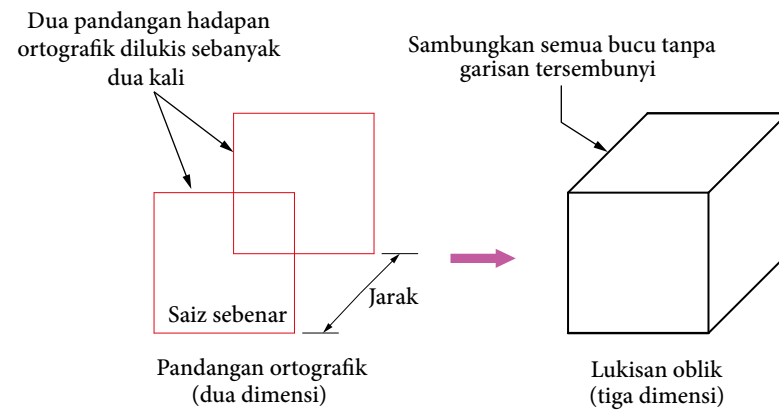 Dua pandangan hadapan
ortografik dilukis sebanyak
dua kali
Saiz sebenar
Jarak
Pandangan ortografik
(dua dimensi)
Sambungkan semua bucu tanpa
garisan tersembunyi
Lukisan oblik
(tiga dimensi)